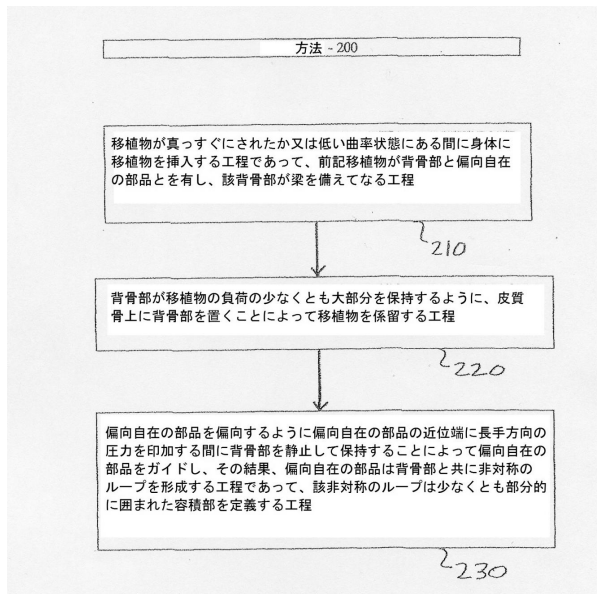 方法 - 200
移植物が真っすぐにされたか又は低い曲率状態にある間に身体に
移植物を挿入する工程であって、前記移植物が背骨部と偏向自在
の部品とを有し、該背骨部が梁を備えてなる工程
210
背骨部が移植物の負荷の少なくとも大部分を保持するように、皮質
骨上に背骨部を置くことによって移植物を係留する工程
220
偏向自在の部品を偏向するように偏向自在の部品の近位端に長手方向の
圧力を印加する間に背骨部を静止して保持することによって偏向自在の
部品をガイドし、その結果、偏向自在の部品は背骨部と共に非対称の
ループを形成する工程であって、該非対称のループは少なくとも部分的
に囲まれた容積部を定義する工程
230